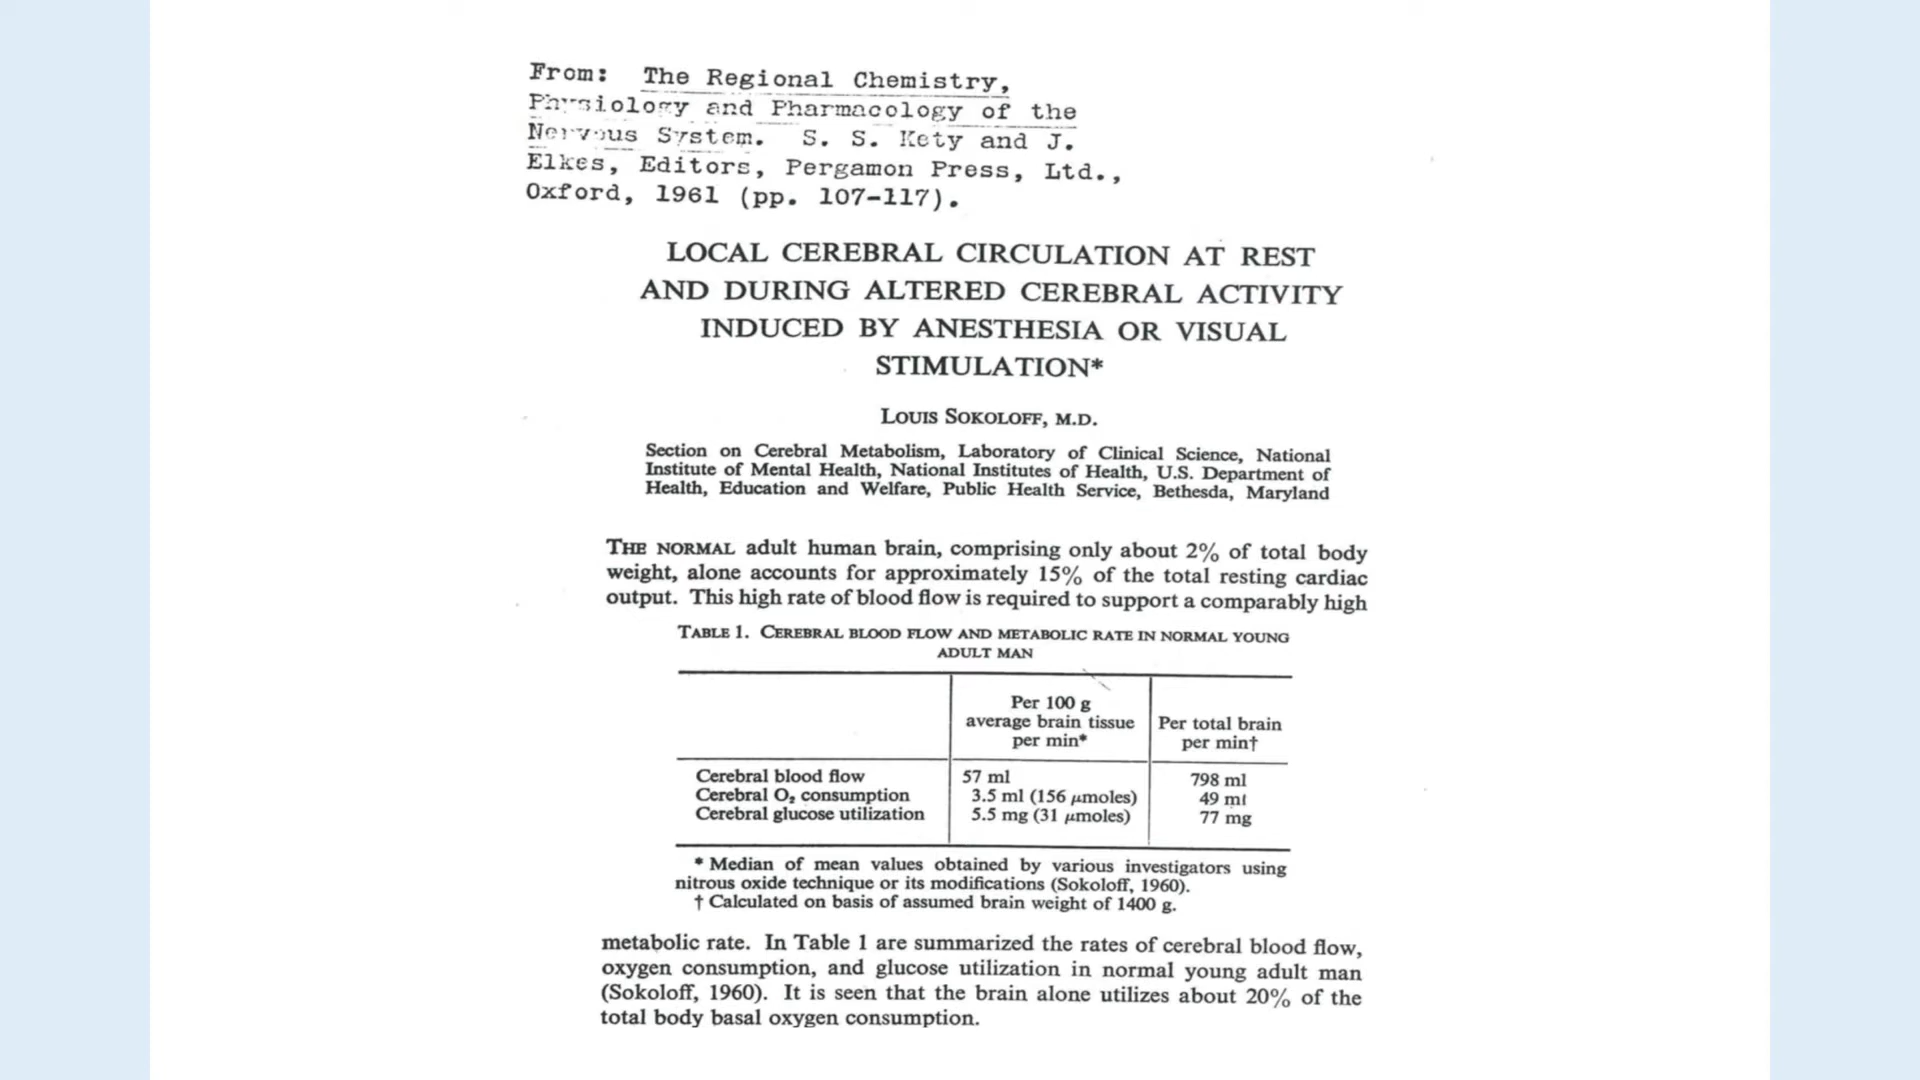 From: The Regional Chemistry,
Physiology and Pharmacology of the
Nervous System. S. S. Kety and J.
Elkes, Editors, Pergamon Press, Ltd.,
Oxford, 1961 (pp. 107-117).
LOCAL CEREBRAL CIRCULATION AT REST
AND DURING ALTERED CEREBRAL ACTIVITY
INDUCED BY ANESTHESIA OR VISUAL
STIMULATION*
LOUIS SOKOLOFF, M.D.
Section on Cerebral Metabolism, Laboratory of Clinical Science, National
Institute of Mental Health, National Institutes of Health, U.S. Department of
Health, Education and Welfare, Public Health Service, Bethesda, Maryland
THE NORMAL adult human brain, comprising only about 2% of total body
weight, alone accounts for approximately 15% of the total resting cardiac
output. This high rate of blood flow is required to support a comparably high
TABLE 1. CEREBRAL BLOOD FLOW AND METABOLIC RATE IN NORMAL YOUNG
ADULT MAN
Per 100 g
average brain tissue
per min*
Per total brain
per min†
Cerebral blood flow 57 ml 798 ml
Cerebral O₂ consumption 3.5 ml (156 μmoles) 49 ml
Cerebral glucose utilization 5.5 mg (31 μmoles) 77 mg
* Median of mean values obtained by various investigators using
nitrous oxide technique or its modifications (Sokoloff, 1960).
† Calculated on basis of assumed brain weight of 1400 g.
metabolic rate. In Table 1 are summarized the rates of cerebral blood flow,
oxygen consumption, and glucose utilization in normal young adult man
(Sokoloff, 1960). It is seen that the brain alone utilizes about 20% of the
total body basal oxygen consumption.